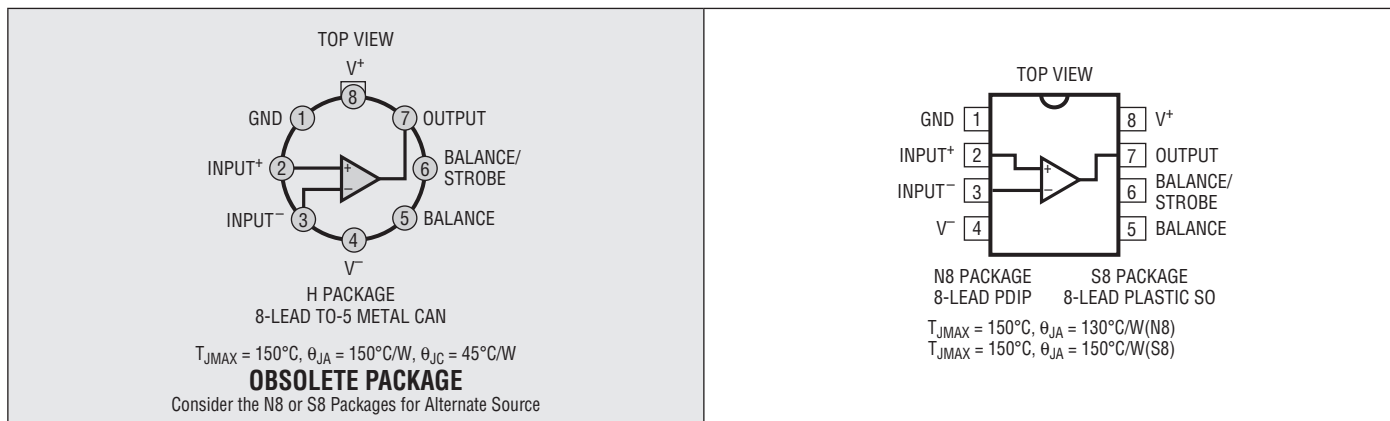 TOP VIEW
V+
8
GND 1
7 OUTPUT
INPUT+ 2
+
6 BALANCE/
STROBE
−
INPUT− 3
5 BALANCE
4
V−
H PACKAGE
8-LEAD TO-5 METAL CAN
TJMAX = 150°C, θJA = 150°C/W, θJC = 45°C/W
OBSOLETE PACKAGE
Consider the N8 or S8 Packages for Alternate Source
TOP VIEW
GND 1
8 V+
INPUT+ 2
+
7 OUTPUT
INPUT− 3
−
6 BALANCE/
STROBE
V− 4
5 BALANCE
N8 PACKAGE
8-LEAD PDIP
S8 PACKAGE
8-LEAD PLASTIC SO
TJMAX = 150°C, θJA = 130°C/W(N8)
TJMAX = 150°C, θJA = 150°C/W(S8)